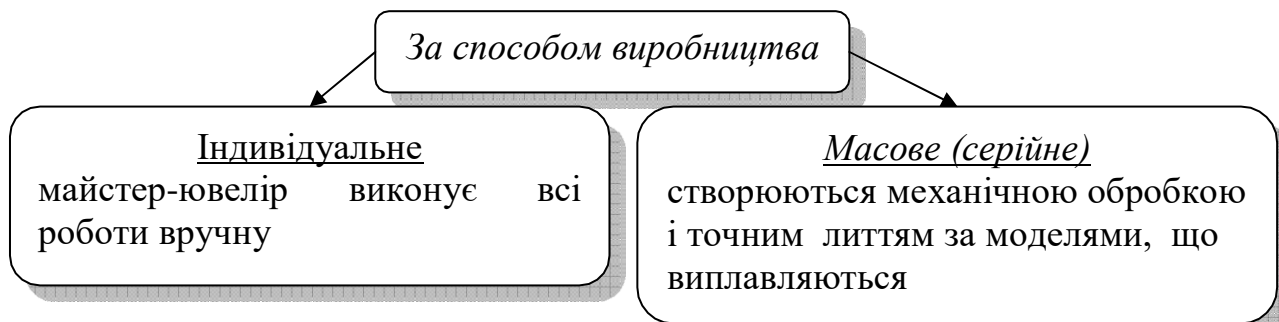 За способом виробництва
Індивідуальне
майстер-ювелір виконує всі
роботи вручну
Масове (серійне)
створюються механічною обробкою
і точним литтям за моделями, що
виплавляються